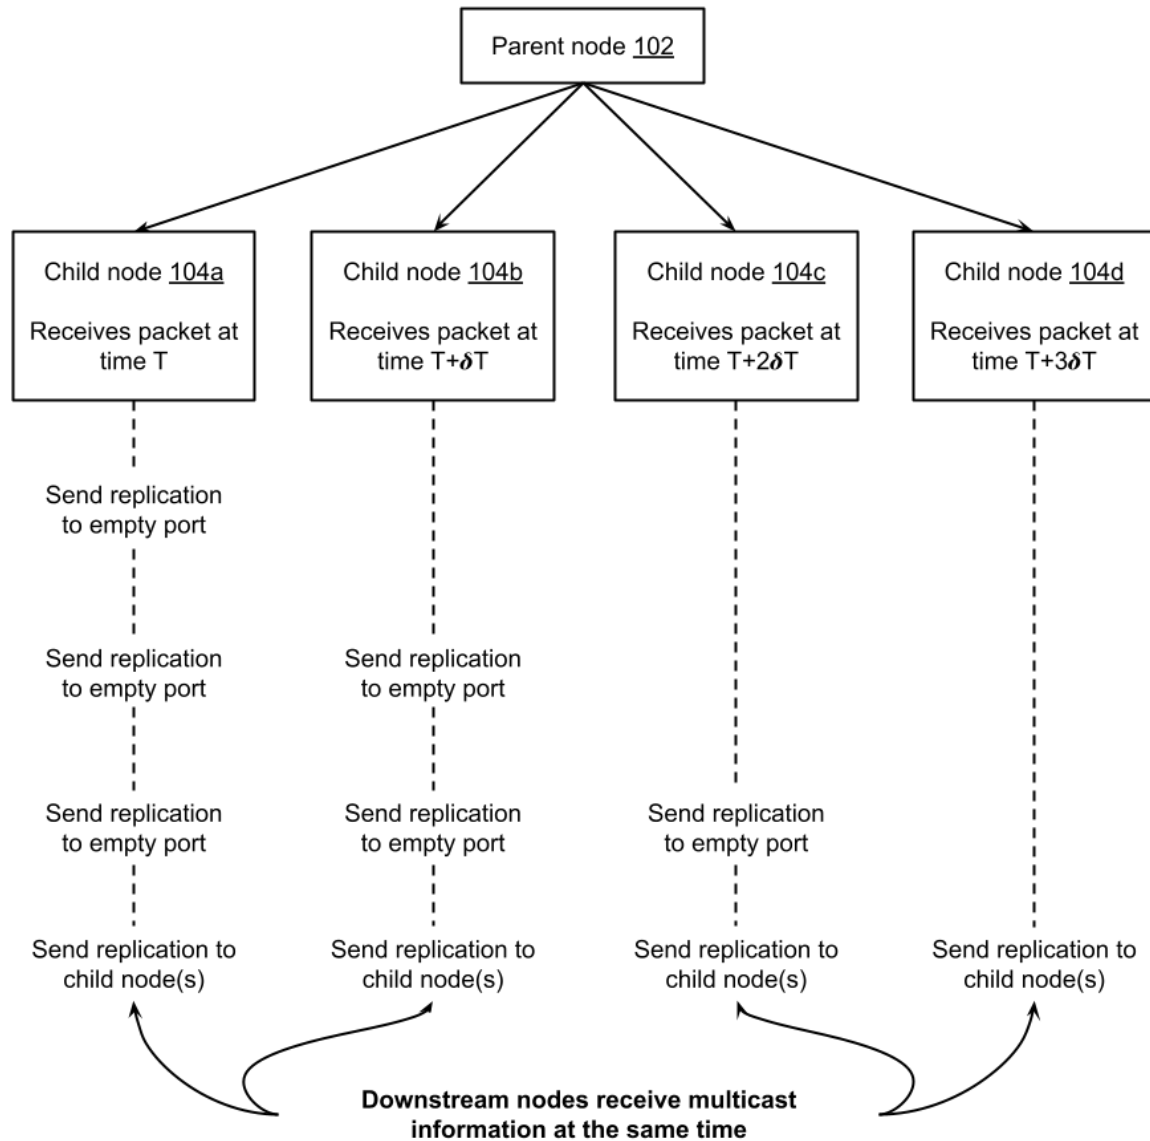 Parent node 102
Child node 104a
Receives packet at
time T
Child node 104b
Receives packet at
time T+δT
Child node 104c
Receives packet at
time T+2δT
Child node 104d
Receives packet at
time T+3δT
Send replication
to empty port
Send replication
to empty port
Send replication
to empty port
Send replication
to empty port
Send replication
to empty port
Send replication
to empty port
Send replication to
child node(s)
Send replication to
child node(s)
Send replication to
child node(s)
Send replication to
child node(s)
Downstream nodes receive multicast
information at the same time